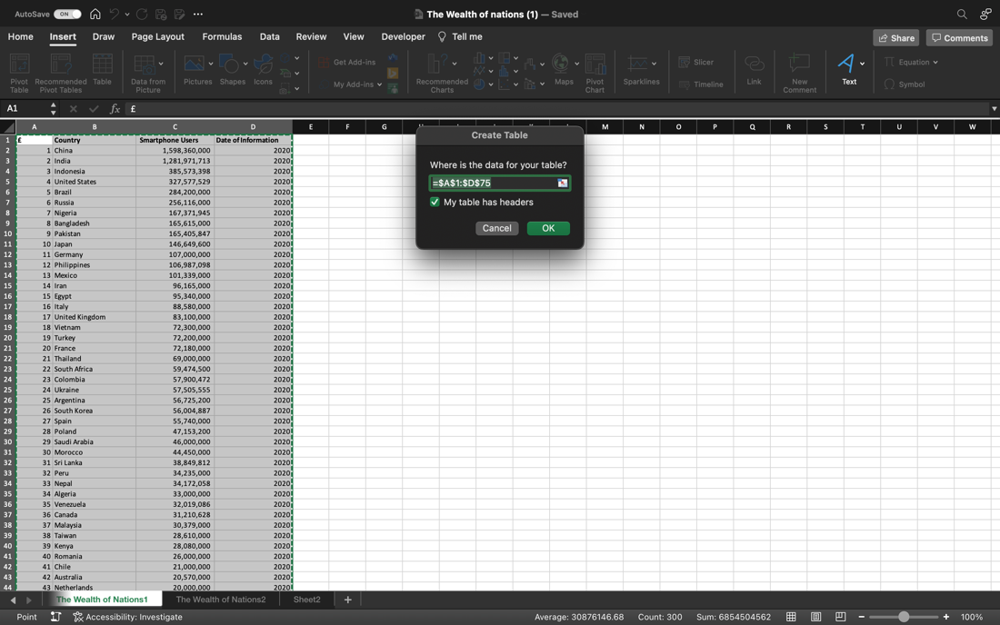 AutoSave ON The Wealth of nations (1) — Saved
Home Insert Draw Page Layout Formulas Data Review View Developer Tell me Share Comments
Pivot Table Recommended Pivot Tables Table Data from Picture Pictures Shapes Icons Get Add-ins My Add-ins Recommended Charts Maps Pivot Chart Sparklines Slicer Timeline Link New Comment Text Equation Symbol
A1 fx £
A B C D E F G H I J K L M N O P Q R S T U V W
1 £ Country Smartphone Users Date of Information
2 1 China 1,598,360,000 2020
3 2 India 1,281,971,713 2020
4 3 Indonesia 385,573,398 2020
5 4 United States 327,577,529 2020
6 5 Brazil 284,200,000 2020
7 6 Russia 256,116,000 2020
8 7 Nigeria 167,371,945 2020
9 8 Bangladesh 165,615,000 2020
10 9 Pakistan 165,405,847 2020
11 10 Japan 146,649,600 2020
12 11 Germany 107,000,000 2020
13 12 Philippines 106,987,098 2020
14 13 Mexico 101,339,000 2020
15 14 Iran 96,165,000 2020
16 15 Egypt 95,340,000 2020
17 16 Italy 88,580,000 2020
18 17 United Kingdom 83,100,000 2020
19 18 Vietnam 72,300,000 2020
20 19 Turkey 72,200,000 2020
21 20 France 72,180,000 2020
22 21 Thailand 69,000,000 2020
23 22 South Africa 59,474,500 2020
24 23 Colombia 57,900,472 2020
25 24 Ukraine 57,505,555 2020
26 25 Argentina 56,725,200 2020
27 26 South Korea 56,004,887 2020
28 27 Spain 55,740,000 2020
29 28 Poland 47,153,200 2020
30 29 Saudi Arabia 46,000,000 2020
31 30 Morocco 44,450,000 2020
32 31 Sri Lanka 38,849,812 2020
33 32 Peru 34,235,000 2020
34 33 Nepal 34,172,058 2020
35 34 Algeria 33,000,000 2020
36 35 Venezuela 32,019,086 2020
37 36 Canada 31,210,628 2020
38 37 Malaysia 30,379,000 2020
39 38 Taiwan 28,610,000 2020
40 39 Kenya 28,080,000 2020
41 40 Romania 26,000,000 2020
42 41 Chile 21,000,000 2020
43 42 Australia 20,570,000 2020
44 43 Netherlands 20,000,000 2020
Create Table
Where is the data for your table?
=$A$1:$D$75
My table has headers
Cancel OK
The Wealth of Nations1 The Wealth of Nations2 Sheet2 +
Point Accessibility: Investigate Average: 30876146.68 Count: 300 Sum: 6854504562 100%